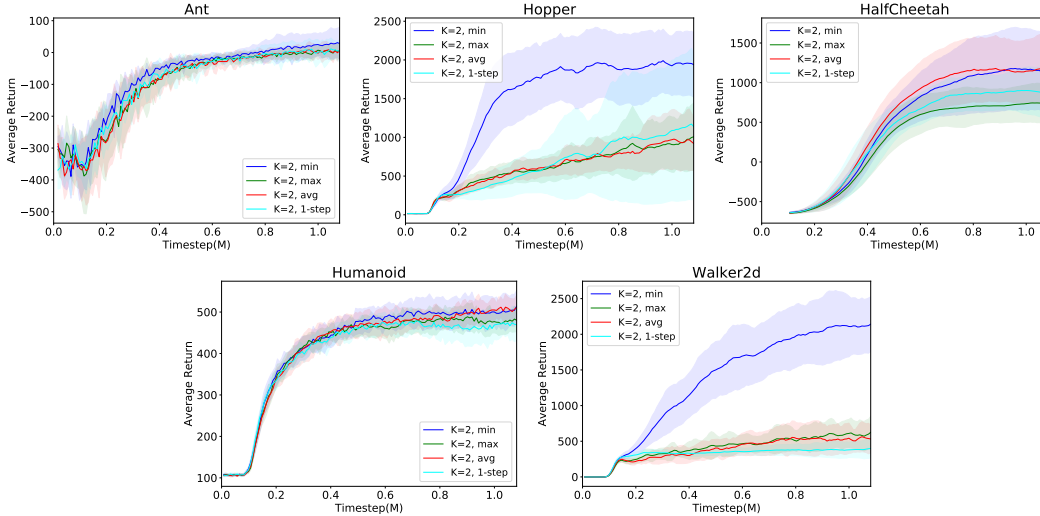 Ant
Average Return
100
0
−100
−200
−300
−400
−500
0.0 0.2 0.4 0.6 0.8 1.0
Timestep(M)
K=2, min
K=2, max
K=2, avg
K=2, 1-step
Hopper
Average Return
2500
2000
1500
1000
500
0
0.0 0.2 0.4 0.6 0.8 1.0
Timestep(M)
K=2, min
K=2, max
K=2, avg
K=2, 1-step
HalfCheetah
Average Return
1500
1000
500
0
−500
0.0 0.2 0.4 0.6 0.8 1.0
Timestep(M)
K=2, min
K=2, max
K=2, avg
K=2, 1-step
Humanoid
Average Return
500
400
300
200
100
0.0 0.2 0.4 0.6 0.8 1.0
Timestep(M)
K=2, min
K=2, max
K=2, avg
K=2, 1-step
Walker2d
Average Return
2500
2000
1500
1000
500
0
0.0 0.2 0.4 0.6 0.8 1.0
Timestep(M)
K=2, min
K=2, max
K=2, avg
K=2, 1-step